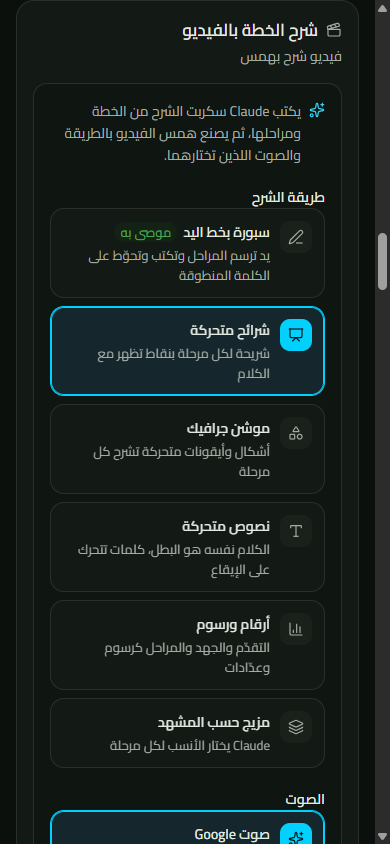 شرح الخطة بالفيديو
فيديو شرح بهمس
يكتب Claude سكربت الشرح من الخطة
ومراحلها، ثم يصنع همس الفيديو بالطريقة
والصوت اللذين تختارهما.
طريقة الشرح
سبورة بخط اليد موصى به
يد ترسم المراحل وتكتب وتحوّط على
الكلمة المنطوقة
شرائح متحركة
شريحة لكل مرحلة بنقاط تظهر مع
الكلام
موشن جرافيك
أشكال وأيقونات متحركة تشرح كل
مرحلة
نصوص متحركة
الكلام نفسه هو البطل، كلمات تتحرك
على الإيقاع
أرقام ورسوم
التقدّم والجهد والمراحل كرسوم
وعدّادات
مزيج حسب المشهد
Claude يختار الأنسب لكل مرحلة
الصوت
صوت Google